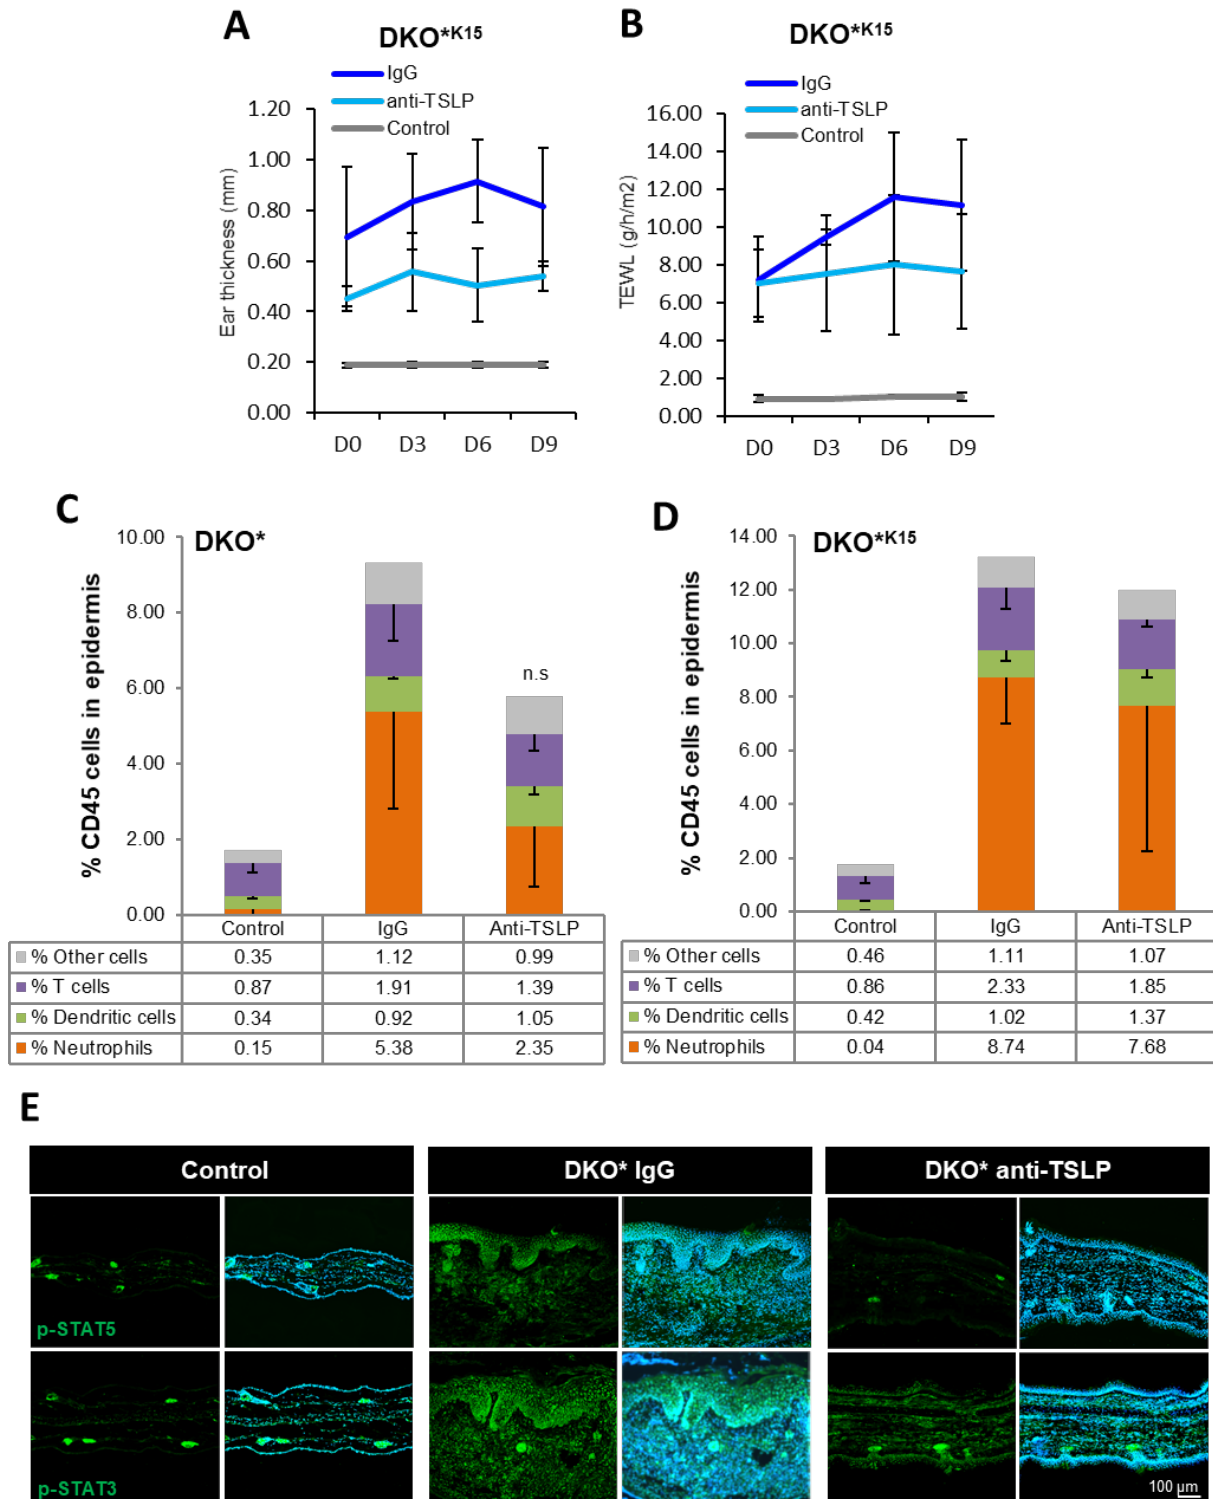 A
DKO*K15
IgG
anti-TSLP
Control
Ear thickness (mm)
1.20
1.00
0.80
0.60
0.40
0.20
0.00
D0 D3 D6 D9
B
DKO*K15
IgG
anti-TSLP
Control
TEWL (g/h/m2)
16.00
14.00
12.00
10.00
8.00
6.00
4.00
2.00
0.00
D0 D3 D6 D9
C
DKO*
% CD45 cells in epidermis
10.00
8.00
6.00
4.00
2.00
0.00
n.s
Control IgG Anti-TSLP
% Other cells 0.35 1.12 0.99
% T cells 0.87 1.91 1.39
% Dendritic cells 0.34 0.92 1.05
% Neutrophils 0.15 5.38 2.35
D
DKO*K15
% CD45 cells in epidermis
14.00
12.00
10.00
8.00
6.00
4.00
2.00
0.00
Control IgG Anti-TSLP
% Other cells 0.46 1.11 1.07
% T cells 0.86 2.33 1.85
% Dendritic cells 0.42 1.02 1.37
% Neutrophils 0.04 8.74 7.68
E
Control
DKO* IgG
DKO* anti-TSLP
p-STAT5
p-STAT3
100 µm